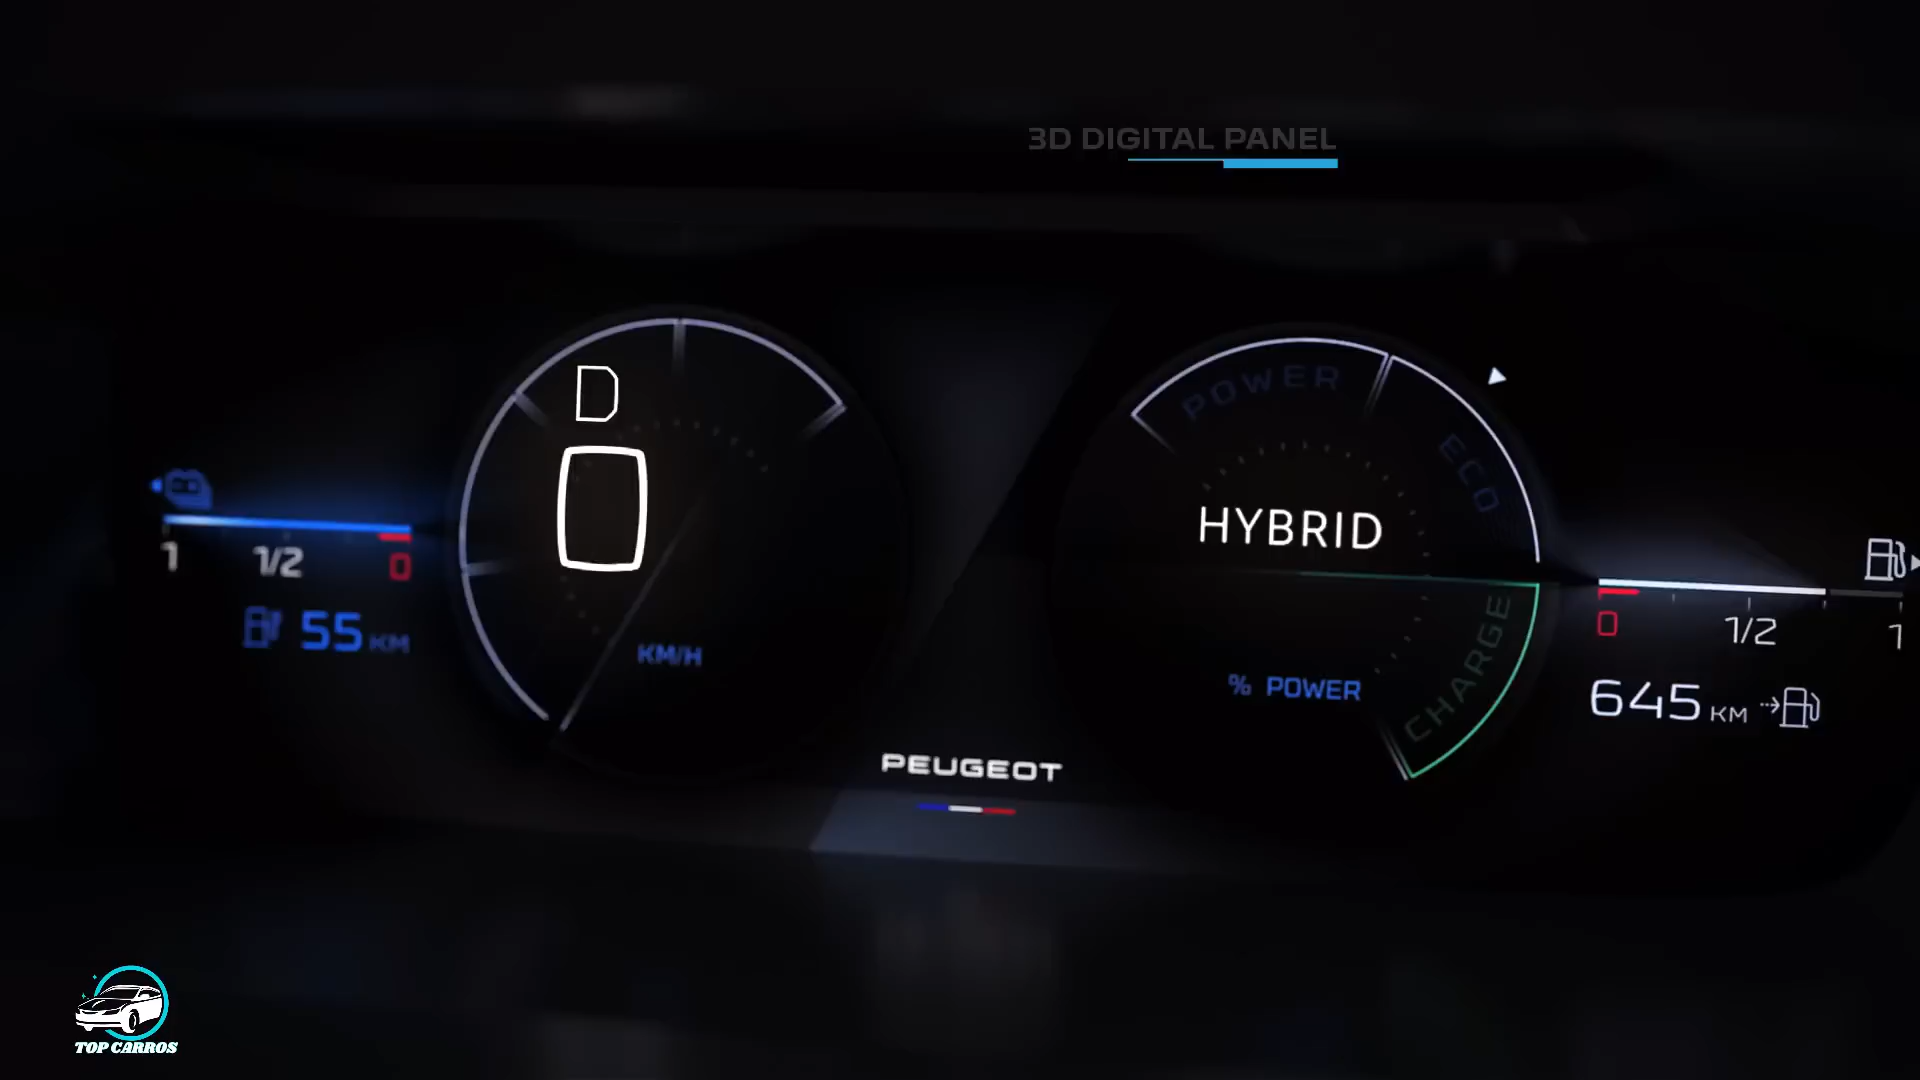 3D DIGITAL PANEL
D
0
KM/H
1 1/2 0
55 KM
POWER
ECO
HYBRID
CHARGE
% POWER
0 1/2 1
645 KM
PEUGEOT
TOP CARROS